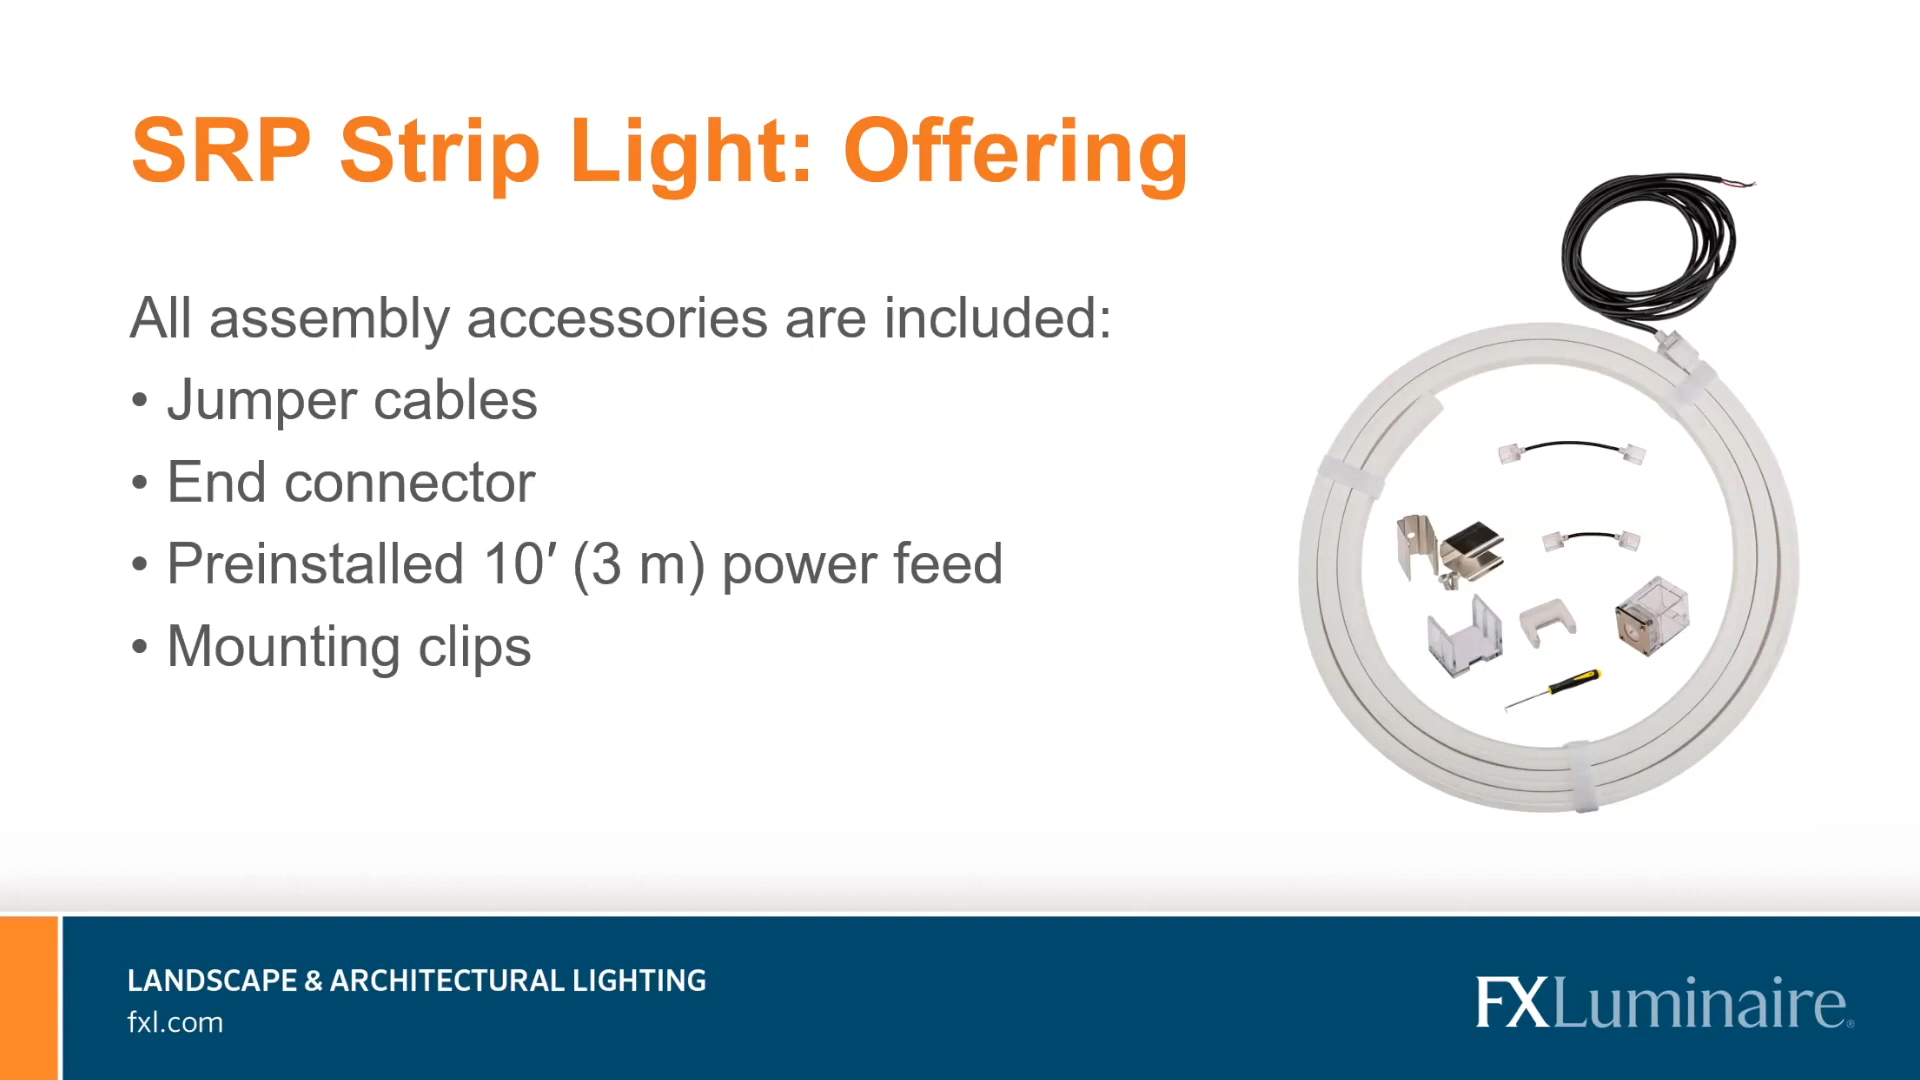 SRP Strip Light: Offering
All assembly accessories are included:
• Jumper cables
• End connector
• Preinstalled 10′ (3 m) power feed
• Mounting clips
LANDSCAPE & ARCHITECTURAL LIGHTING
fxl.com
FXLuminaire®